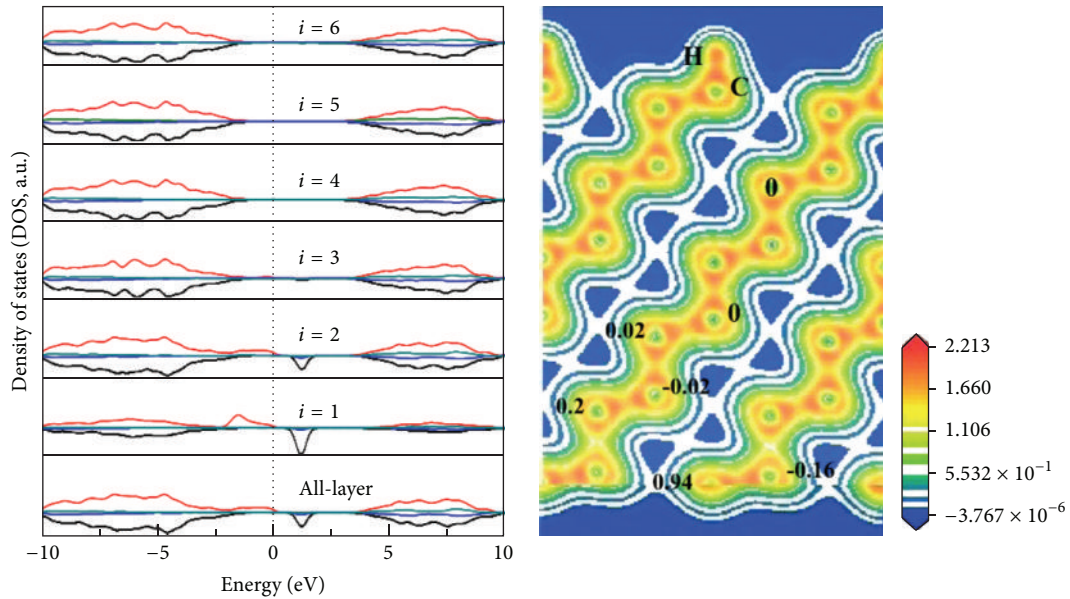 Density of states (DOS, a.u.)
i = 6
i = 5
i = 4
i = 3
i = 2
i = 1
All-layer
−10
−5
0
5
10
Energy (eV)
H
C
0
0
0.02
-0.02
0.2
0.94
-0.16
2.213
1.660
1.106
5.532 × 10⁻¹
−3.767 × 10⁻⁶